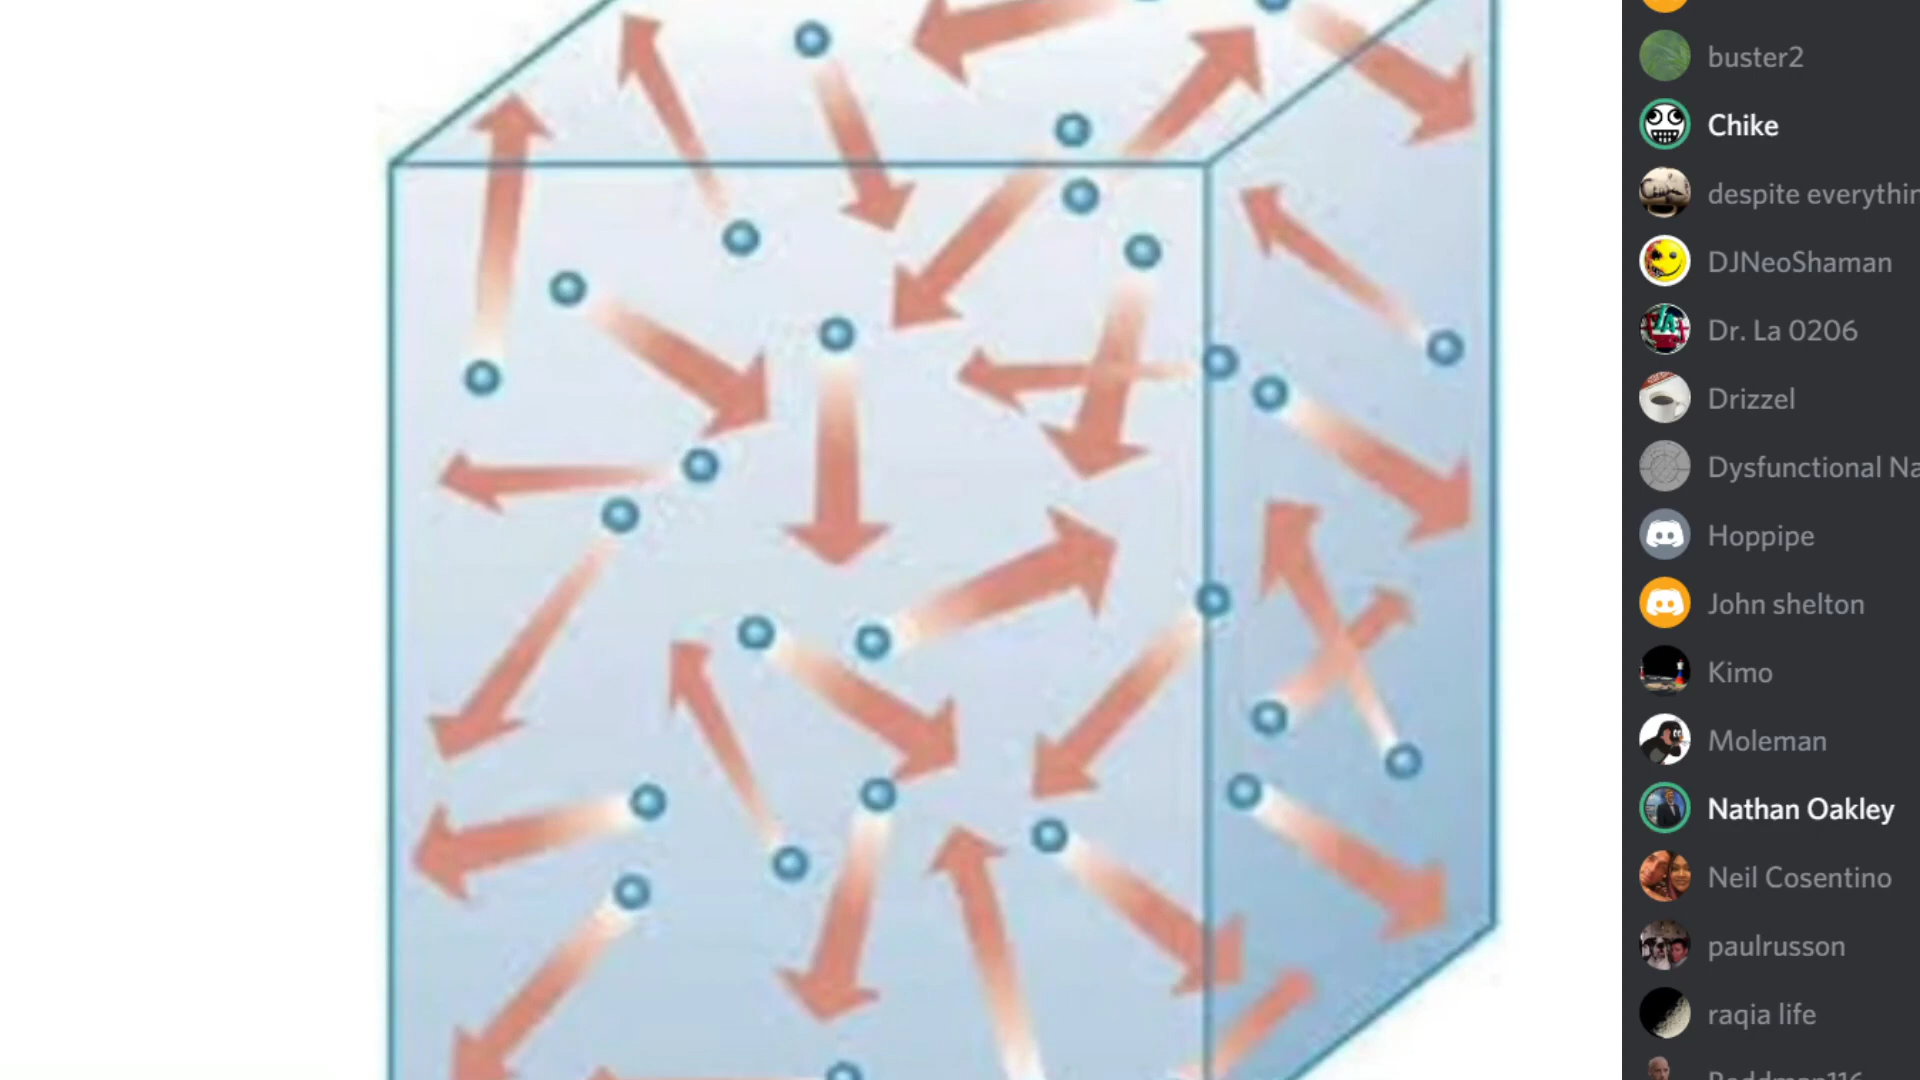 buster2
Chike
despite everythin
DJNeoShaman
Dr. La 0206
Drizzel
Dysfunctional Na
Hoppipe
John shelton
Kimo
Moleman
Nathan Oakley
Neil Cosentino
paulrusson
raqia life